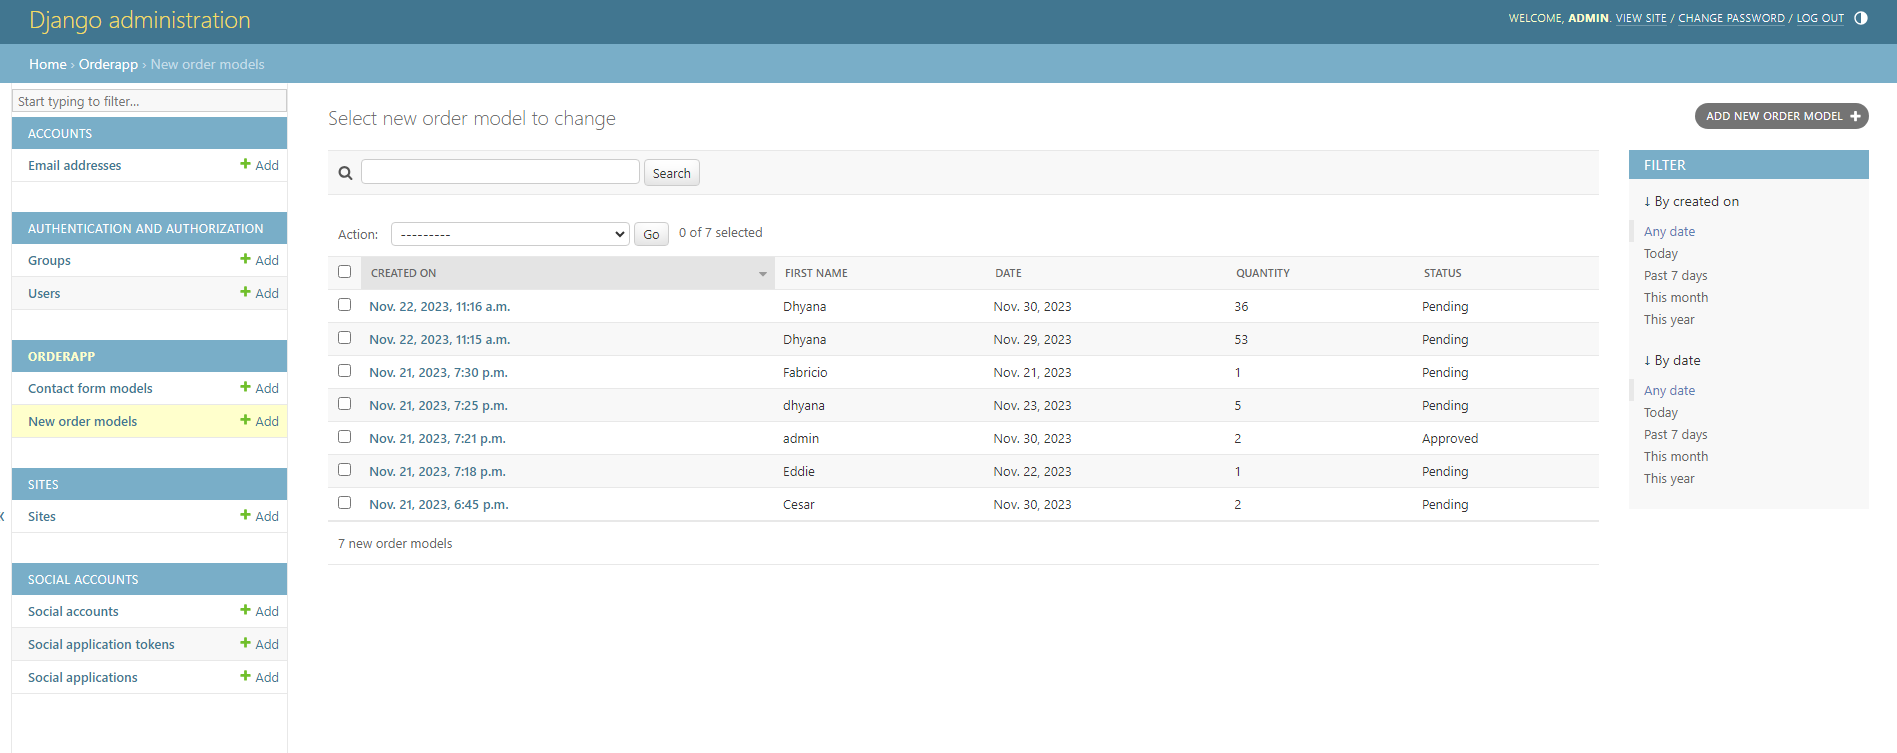 Django administration
WELCOME, ADMIN. VIEW SITE / CHANGE PASSWORD / LOG OUT
Home › Orderapp › New order models
Start typing to filter...
ACCOUNTS
Email addresses + Add
AUTHENTICATION AND AUTHORIZATION
Groups + Add
Users + Add
ORDERAPP
Contact form models + Add
New order models + Add
SITES
Sites + Add
SOCIAL ACCOUNTS
Social accounts + Add
Social application tokens + Add
Social applications + Add
Select new order model to change
ADD NEW ORDER MODEL +
Search
Action: --------- Go 0 of 7 selected
CREATED ON FIRST NAME DATE QUANTITY STATUS
Nov. 22, 2023, 11:16 a.m. Dhyana Nov. 30, 2023 36 Pending
Nov. 22, 2023, 11:15 a.m. Dhyana Nov. 29, 2023 53 Pending
Nov. 21, 2023, 7:30 p.m. Fabricio Nov. 21, 2023 1 Pending
Nov. 21, 2023, 7:25 p.m. dhyana Nov. 23, 2023 5 Pending
Nov. 21, 2023, 7:21 p.m. admin Nov. 30, 2023 2 Approved
Nov. 21, 2023, 7:18 p.m. Eddie Nov. 22, 2023 1 Pending
Nov. 21, 2023, 6:45 p.m. Cesar Nov. 30, 2023 2 Pending
7 new order models
FILTER
↓ By created on
Any date
Today
Past 7 days
This month
This year
↓ By date
Any date
Today
Past 7 days
This month
This year